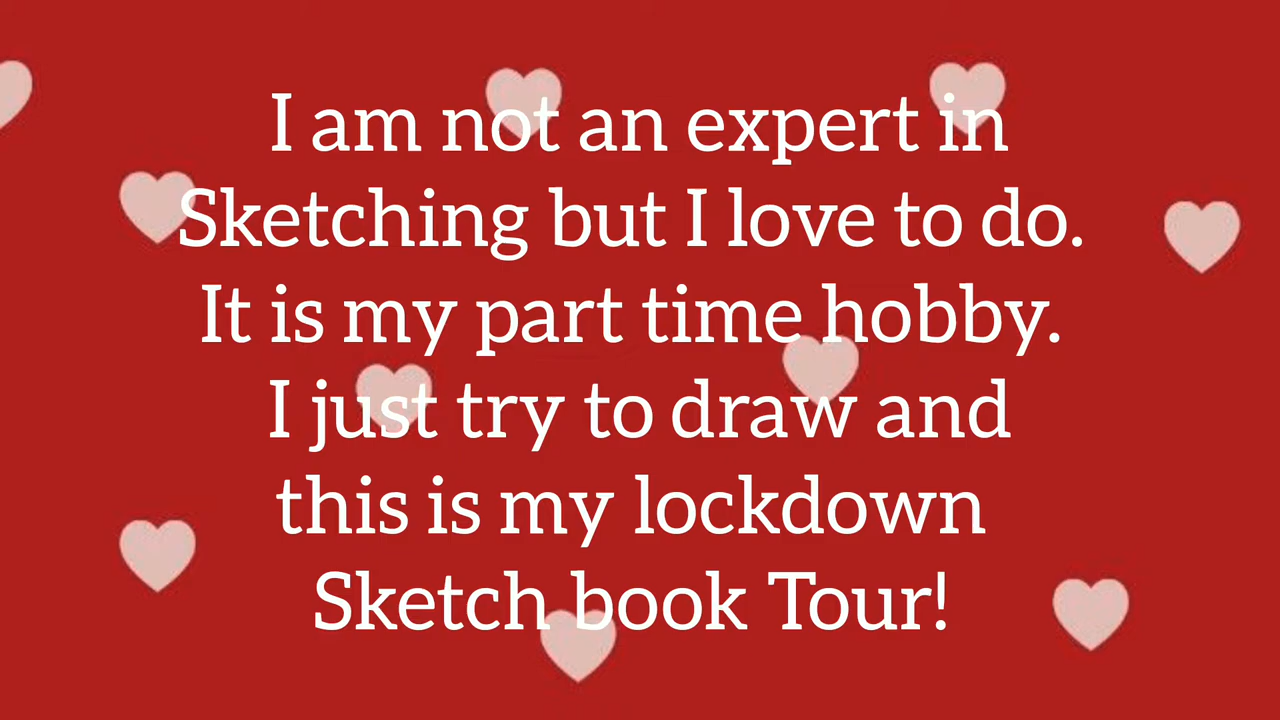 I am not an expert in
Sketching but I love to do.
It is my part time hobby.
I just try to draw and
this is my lockdown
Sketch book Tour!